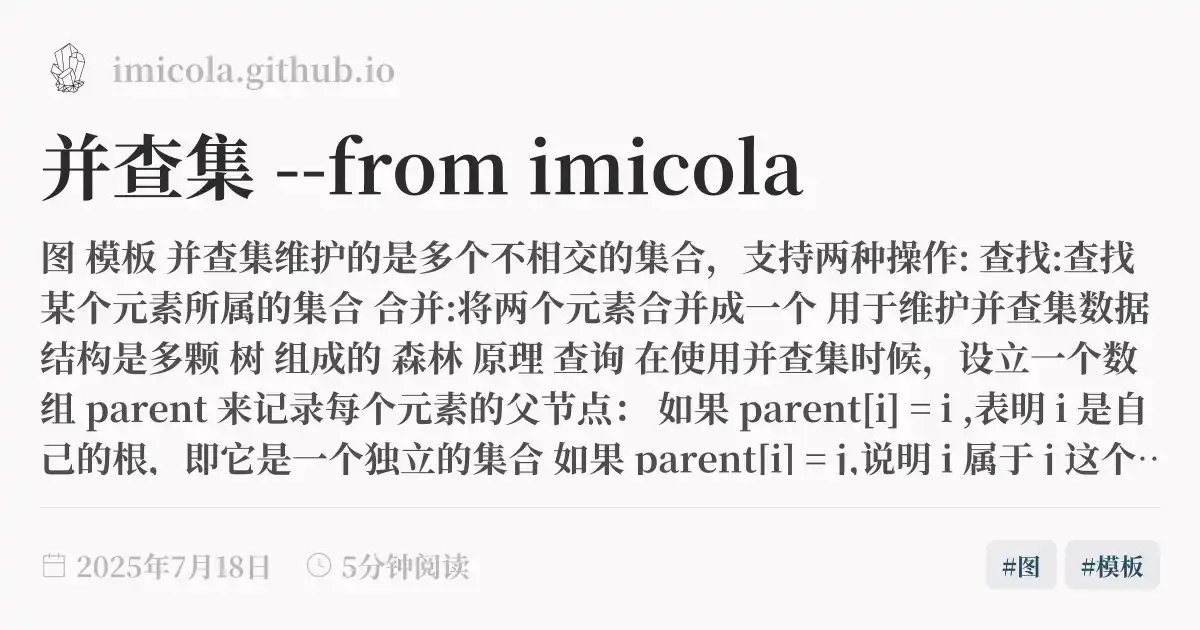 imicola.github.io
并查集 --from imicola
图 模板 并查集维护的是多个不相交的集合，支持两种操作: 查找:查找
某个元素所属的集合 合并:将两个元素合并成一个 用于维护并查集数据
结构是多颗 树 组成的 森林 原理 查询 在使用并查集时候，设立一个数
组 parent 来记录每个元素的父节点： 如果 parent[i] = i ,表明 i 是自
己的根，即它是一个独立的集合 如果 parent[i] = j,说明 i 属于 j 这个…
2025年7月18日 5分钟阅读 #图 #模板